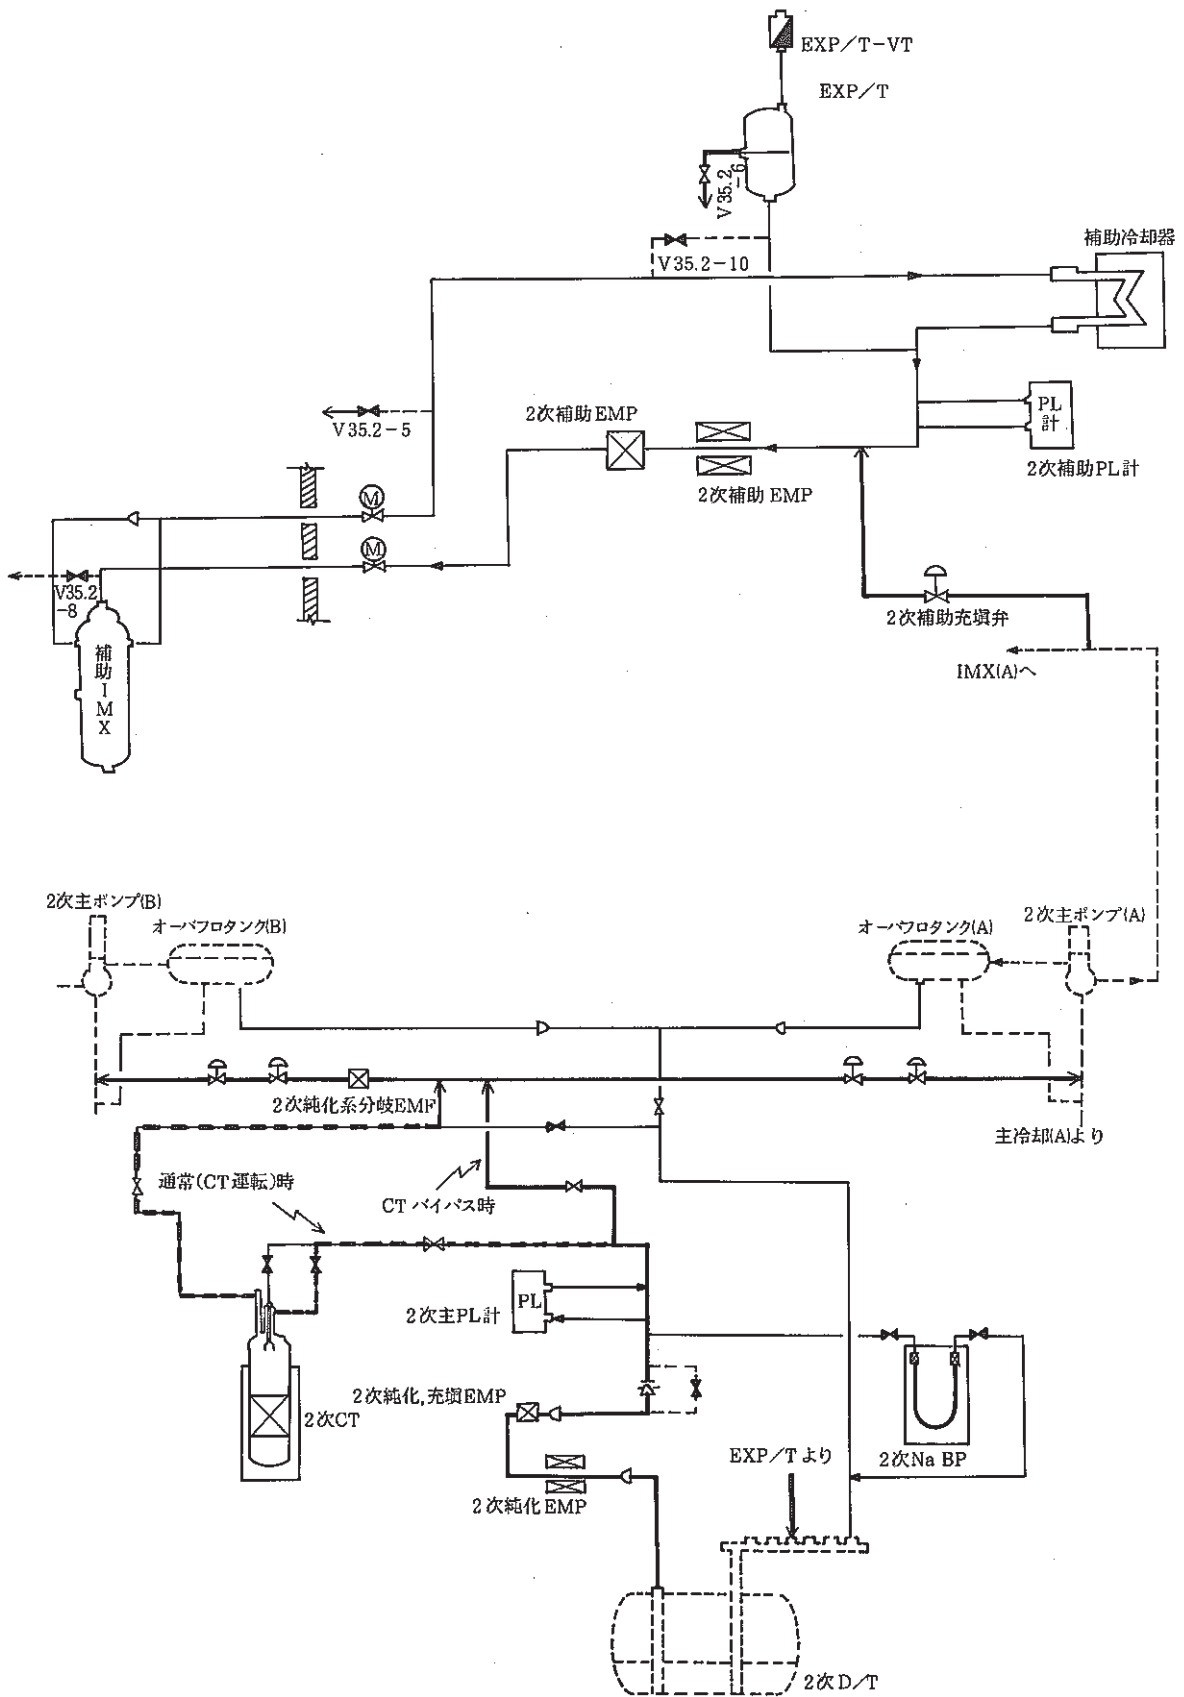 EXP/T-VT
EXP/T
V35.2
-6
補助冷却器
V35.2-10
PL
計
2次補助PL計
V35.2-5
2次補助EMP
2次補助EMP
M
M
V35.2
-8
補助IMX
2次補助充塡弁
IMX(A)へ
2次主ポンプ(B)
オーバフロタンク(B)
オーバフロタンク(A)
2次主ポンプ(A)
2次純化系分岐EMF
主冷却(A)より
通常(CT運転)時
CTバイパス時
PL
2次主PL計
2次純化,充塡EMP
2次CT
2次純化EMP
EXP/Tより
2次Na BP
2次D/T